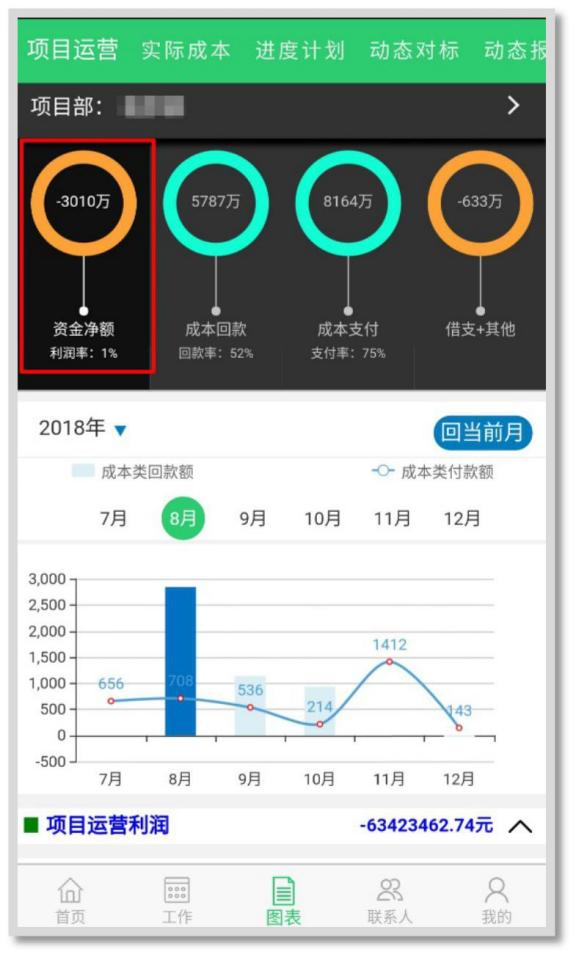 项目运营 实际成本 进度计划 动态对标 动态报
项目部：
-3010万 5787万 8164万 -633万
资金净额 成本回款 成本支付 借支+其他
利润率：1% 回款率：52% 支付率：75%
2018年 回当前月
成本类回款额 成本类付款额
7月 8月 9月 10月 11月 12月
3,000
2,500
2,000
1,500
1,000
500
0
-500
656 708 536 214 1412 143
7月 8月 9月 10月 11月 12月
项目运营利润 -63423462.74元
首页 工作 图表 联系人 我的